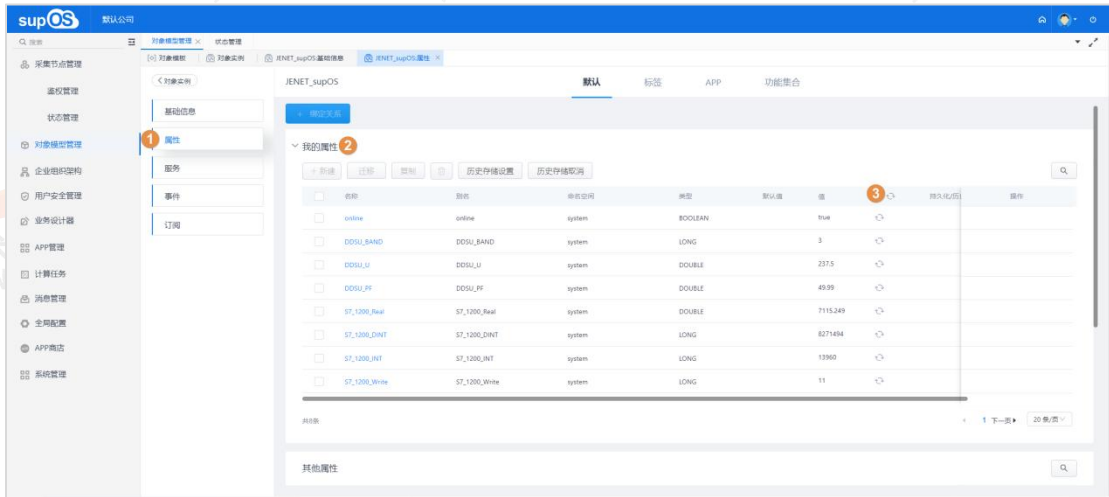 supOS 默认公司
搜索
对象模型管理 × 状态管理
对象模板 对象实例 JENET_supOS:基础信息 JENET_supOS:属性 ×
采集节点管理
鉴权管理
状态管理
对象模型管理
企业组织架构
用户安全管理
业务设计器
APP管理
计算任务
消息管理
全局配置
APP商店
系统管理
< 对象实例
基础信息
1 属性
服务
事件
订阅
JENET_supOS 默认 标签 APP 功能集合
+ 绑定关系
我的属性 2
+ 新建 迁移 复制 历史存储设置 历史存储取消
名称 别名 命名空间 类型 默认值 值 3 持久化/历 操作
online online system BOOLEAN true
DDSU_BAND DDSU_BAND system LONG 3
DDSU_U DDSU_U system DOUBLE 237.5
DDSU_PF DDSU_PF system DOUBLE 49.99
S7_1200_Real S7_1200_Real system DOUBLE 7115.249
S7_1200_DINT S7_1200_DINT system LONG 8271494
S7_1200_INT S7_1200_INT system LONG 13960
S7_1200_Write S7_1200_Write system LONG 11
共8条 1 下一页 20 条/页
其他属性